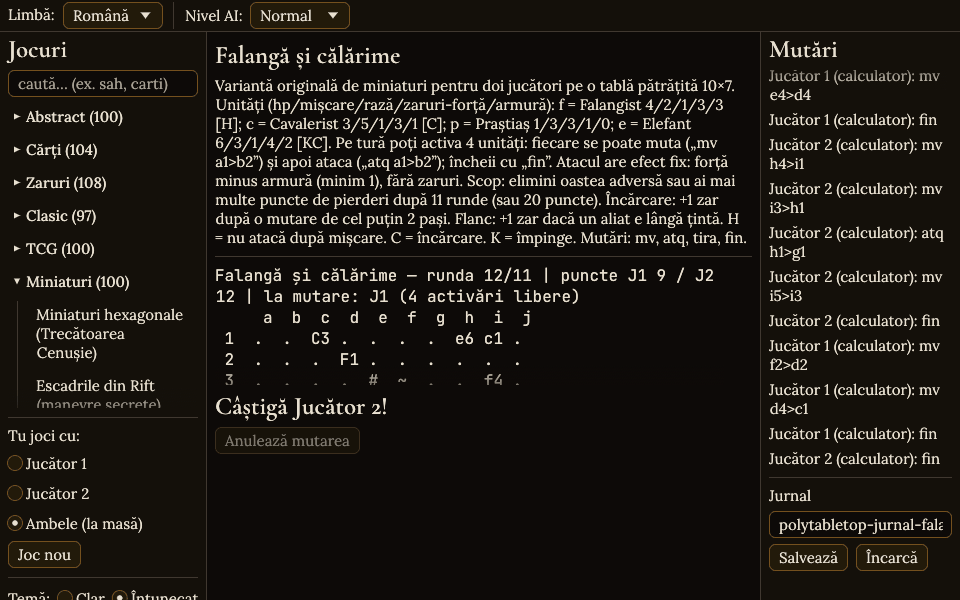 Limbă:
Română
Nivel AI:
Normal
Jocuri
caută... (ex. sah, carti)
Abstract (100)
Cărți (104)
Zaruri (108)
Clasic (97)
TCG (100)
Miniaturi (100)
Miniaturi hexagonale
(Trecătoarea
Cenușie)
Escadrile din Rift
(manevre secrete)
Tu joci cu:
Jucător 1
Jucător 2
Ambele (la masă)
Joc nou
Temă:
Clar
Întunecat
Falangă și călărime
Variantă originală de miniaturi pentru doi jucători pe o tablă pătrățită 10×7.
Unități (hp/mișcare/rază/zaruri-forță/armură): f = Falangist 4/2/1/3/3
[H]; c = Cavalerist 3/5/1/3/1 [C]; p = Praștiaș 1/3/3/1/0; e = Elefant
6/3/1/4/2 [KC]. Pe tură poți activa 4 unități: fiecare se poate muta („mv
a1>b2”) și apoi ataca („atq a1>b2”); închei cu „fin”. Atacul are efect fix: forță
minus armură (minim 1), fără zaruri. Scop: elimini oastea adversă sau ai mai
multe puncte de pierderi după 11 runde (sau 20 puncte). Încărcare: +1 zar
după o mutare de cel puțin 2 pași. Flanc: +1 zar dacă un aliat e lângă țintă. H
= nu atacă după mișcare. C = încărcare. K = împinge. Mutări: mv, atq, tira, fin.
Falangă și călărime — runda 12/11 | puncte J1 9 / J2
12 | la mutare: J1 (4 activări libere)
a b c d e f g h i j
1 . . C3 . . . . e6 c1 .
2 . . . F1 . . . . . .
3 . . . . # ~ . . f4 .
Câștigă Jucător 2!
Anulează mutarea
Mutări
Jucător 1 (calculator): mv
e4>d4
Jucător 1 (calculator): fin
Jucător 2 (calculator): mv
h4>i1
Jucător 2 (calculator): mv
i3>h1
Jucător 2 (calculator): atq
h1>g1
Jucător 2 (calculator): mv
i5>i3
Jucător 2 (calculator): fin
Jucător 1 (calculator): mv
f2>d2
Jucător 1 (calculator): mv
d4>c1
Jucător 1 (calculator): fin
Jucător 2 (calculator): fin
Jurnal
polytabletop-jurnal-fala
Salvează
Încarcă